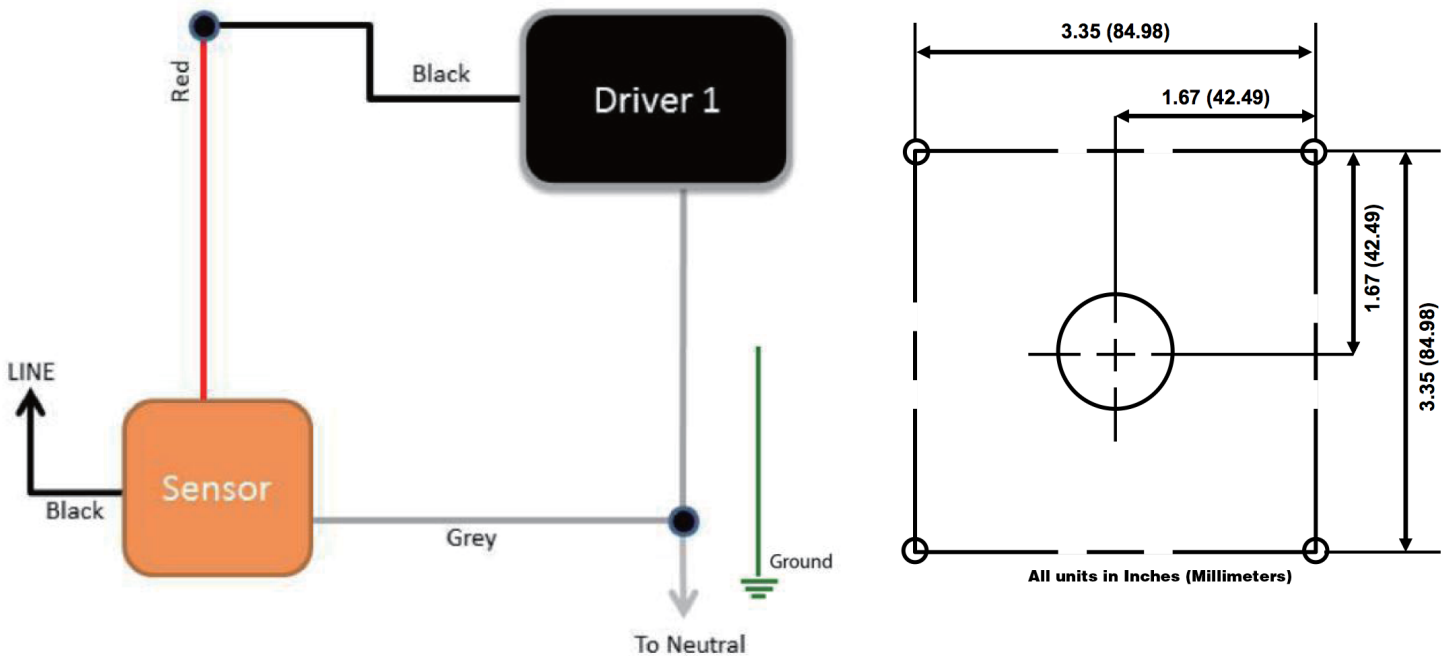 Red
Black
Driver 1
LINE
Black
Sensor
Grey
Ground
To Neutral
3.35 (84.98)
1.67 (42.49)
1.67 (42.49)
3.35 (84.98)
All units in Inches (Millimeters)